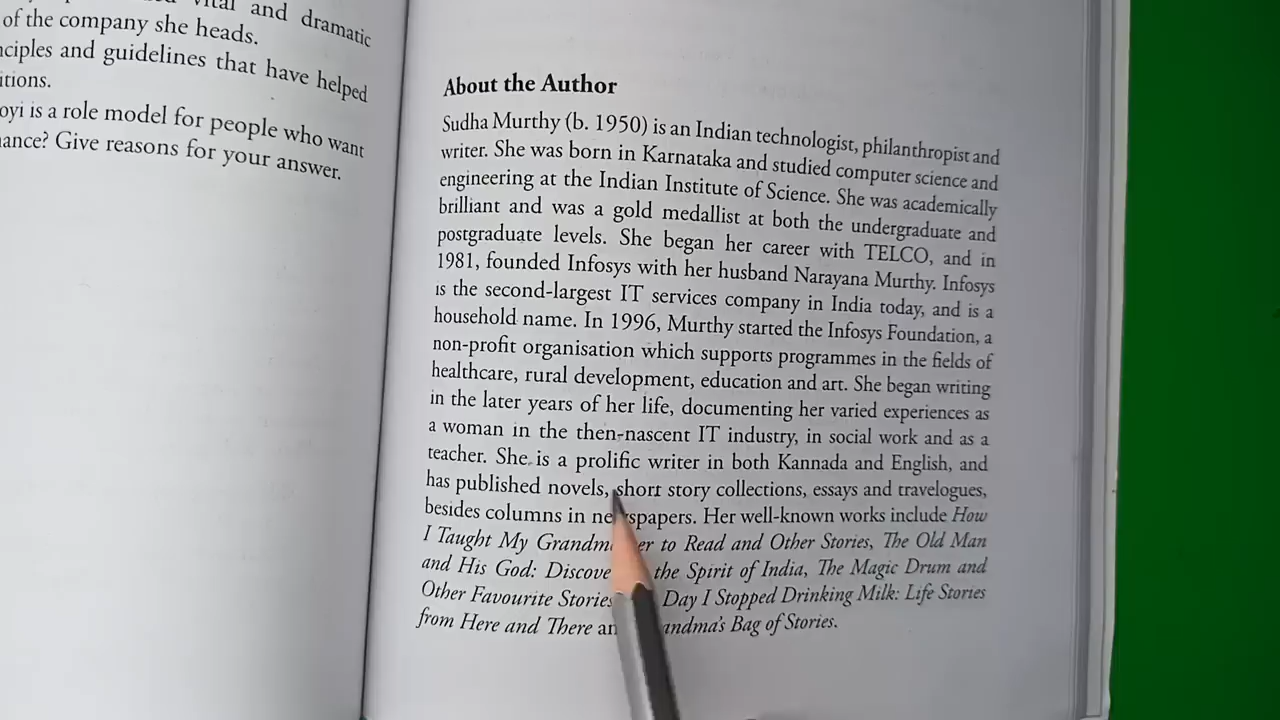 vital and dramatic
of the company she heads.
nciples and guidelines that have helped
itions.
oyi is a role model for people who want
ance? Give reasons for your answer.
About the Author
Sudha Murthy (b. 1950) is an Indian technologist, philanthropist and
writer. She was born in Karnataka and studied computer science and
engineering at the Indian Institute of Science. She was academically
brilliant and was a gold medallist at both the undergraduate and
postgraduate levels. She began her career with TELCO, and in
1981, founded Infosys with her husband Narayana Murthy. Infosys
is the second-largest IT services company in India today, and is a
household name. In 1996, Murthy started the Infosys Foundation, a
non-profit organisation which supports programmes in the fields of
healthcare, rural development, education and art. She began writing
in the later years of her life, documenting her varied experiences as
a woman in the then-nascent IT industry, in social work and as a
teacher. She is a prolific writer in both Kannada and English, and
has published novels, short story collections, essays and travelogues,
besides columns in newspapers. Her well-known works include How
I Taught My Grandm er to Read and Other Stories, The Old Man
and His God: Discove the Spirit of India, The Magic Drum and
Other Favourite Stories Day I Stopped Drinking Milk: Life Stories
from Here and There an andma's Bag of Stories.